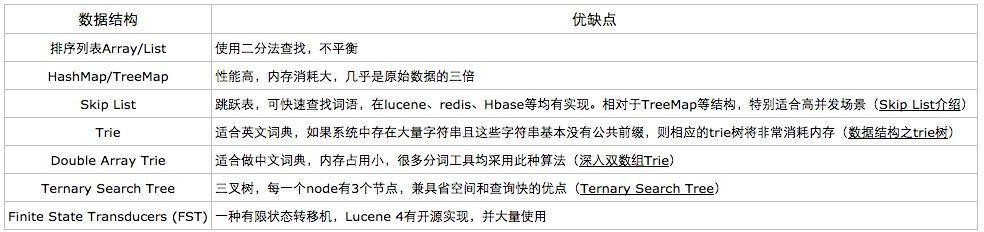 数据结构 优缺点
排序列表Array/List 使用二分法查找，不平衡
HashMap/TreeMap 性能高，内存消耗大，几乎是原始数据的三倍
Skip List 跳跃表，可快速查找词语，在lucene、redis、Hbase等均有实现。相对于TreeMap等结构，特别适合高并发场景（Skip List介绍）
Trie 适合英文词典，如果系统中存在大量字符串且这些字符串基本没有公共前缀，则相应的trie树将非常消耗内存（数据结构之trie树）
Double Array Trie 适合做中文词典，内存占用小，很多分词工具均采用此种算法（深入双数组Trie）
Ternary Search Tree 三叉树，每一个node有3个节点，兼具省空间和查询快的优点（Ternary Search Tree）
Finite State Transducers (FST) 一种有限状态转移机，Lucene 4有开源实现，并大量使用